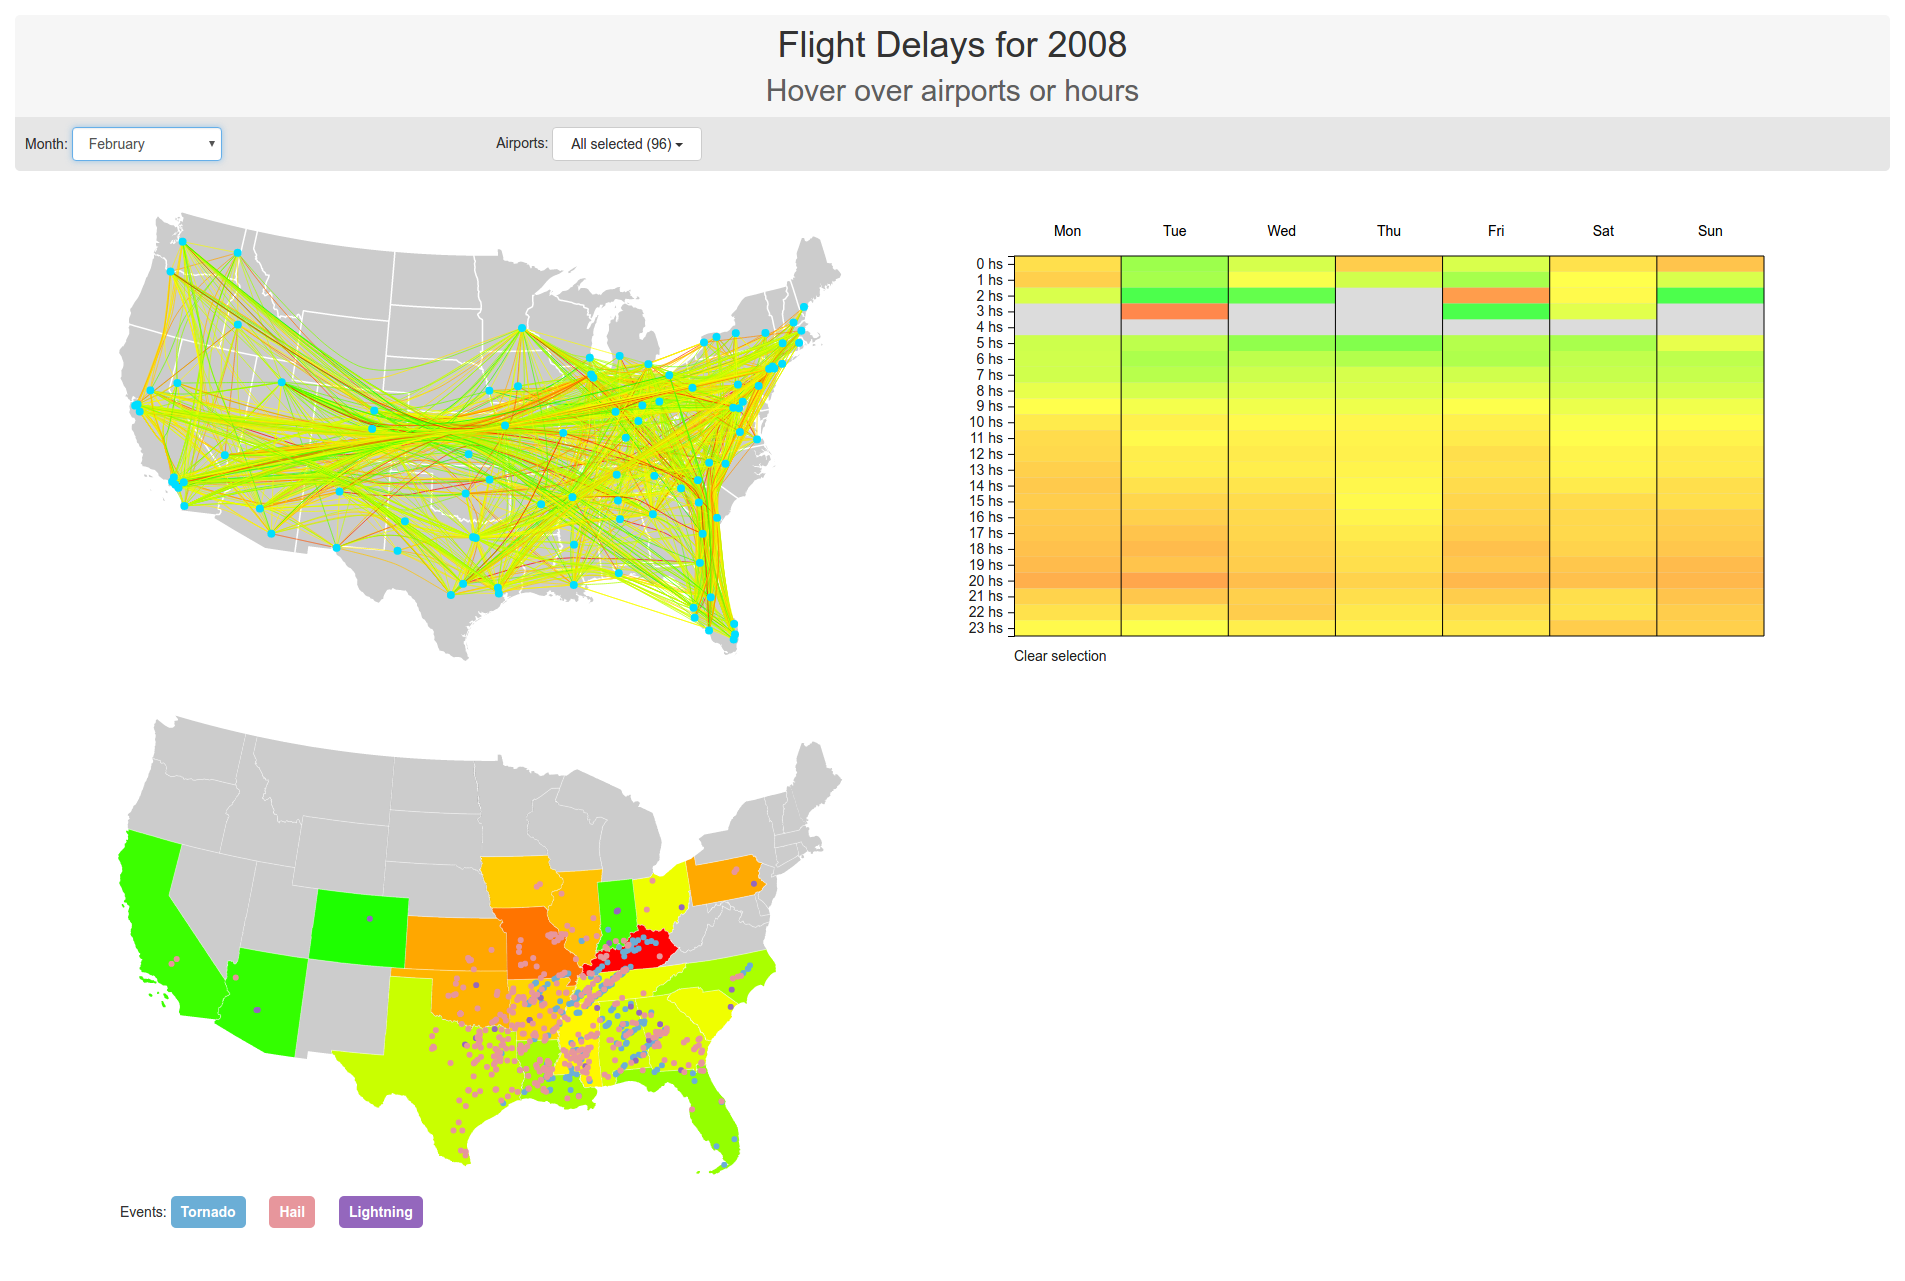 Flight Delays for 2008
Hover over airports or hours
Month: February Airports: All selected (96)
Mon Tue Wed Thu Fri Sat Sun
0 hs
1 hs
2 hs
3 hs
4 hs
5 hs
6 hs
7 hs
8 hs
9 hs
10 hs
11 hs
12 hs
13 hs
14 hs
15 hs
16 hs
17 hs
18 hs
19 hs
20 hs
21 hs
22 hs
23 hs
Clear selection
Events: Tornado Hail Lightning